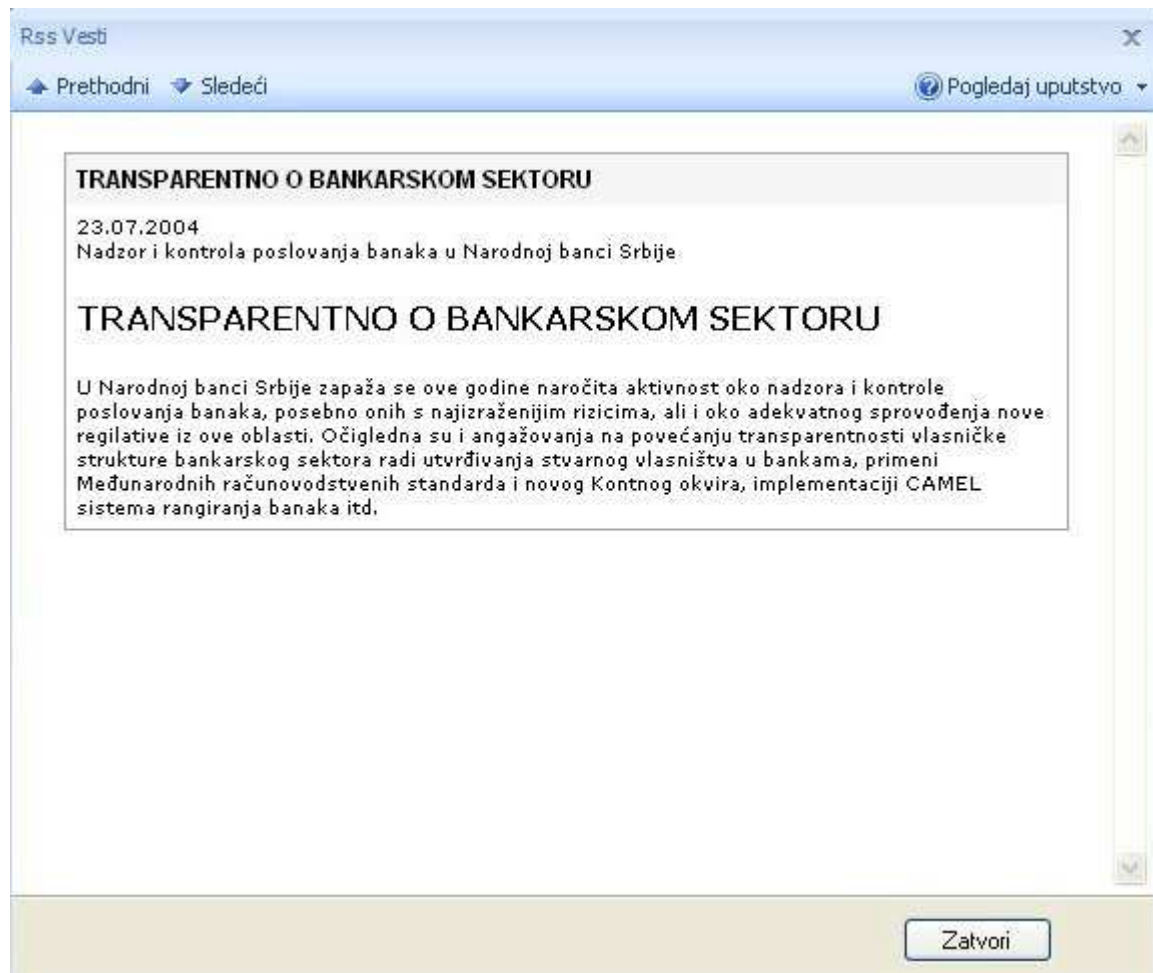 Rss Vesti
Prethodni Sledeći Pogledaj uputstvo
TRANSPARENTNO O BANKARSKOM SEKTORU
23.07.2004
Nadzor i kontrola poslovanja banaka u Narodnoj banci Srbije
TRANSPARENTNO O BANKARSKOM SEKTORU
U Narodnoj banci Srbije zapaža se ove godine naročita aktivnost oko nadzora i kontrole
poslovanja banaka, posebno onih s najizraženijim rizicima, ali i oko adekvatnog sprovođenja nove
regilative iz ove oblasti. Očigledna su i angažovanja na povećanju transparentnosti vlasničke
strukture bankarskog sektora radi utvrđivanja stvarnog vlasništva u bankama, primeni
Međunarodnih računovodstvenih standarda i novog Kontnog okvira, implementaciji CAMEL
sistema rangiranja banaka itd.
Zatvori